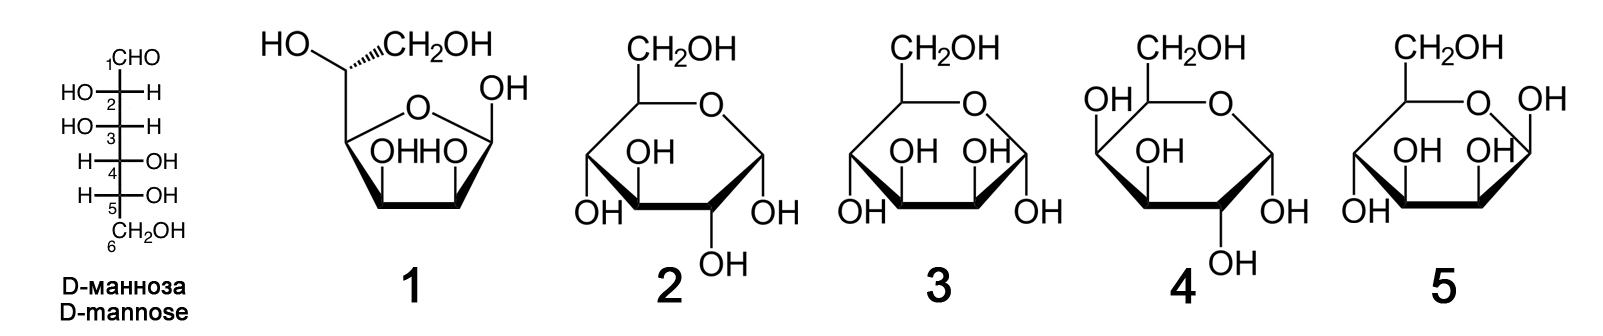 1CHO
HO H
2
HO H
3
H OH
4
H OH
5
CH2OH
6
D-манноза
D-mannose
HO CH2OH
OH
O
OHHO
1
CH2OH
O
OH
OH OH
OH
2
CH2OH
O
OH OH
OH OH
3
CH2OH
OH O
OH
OH
OH
4
CH2OH
O OH
OH OH
OH
5